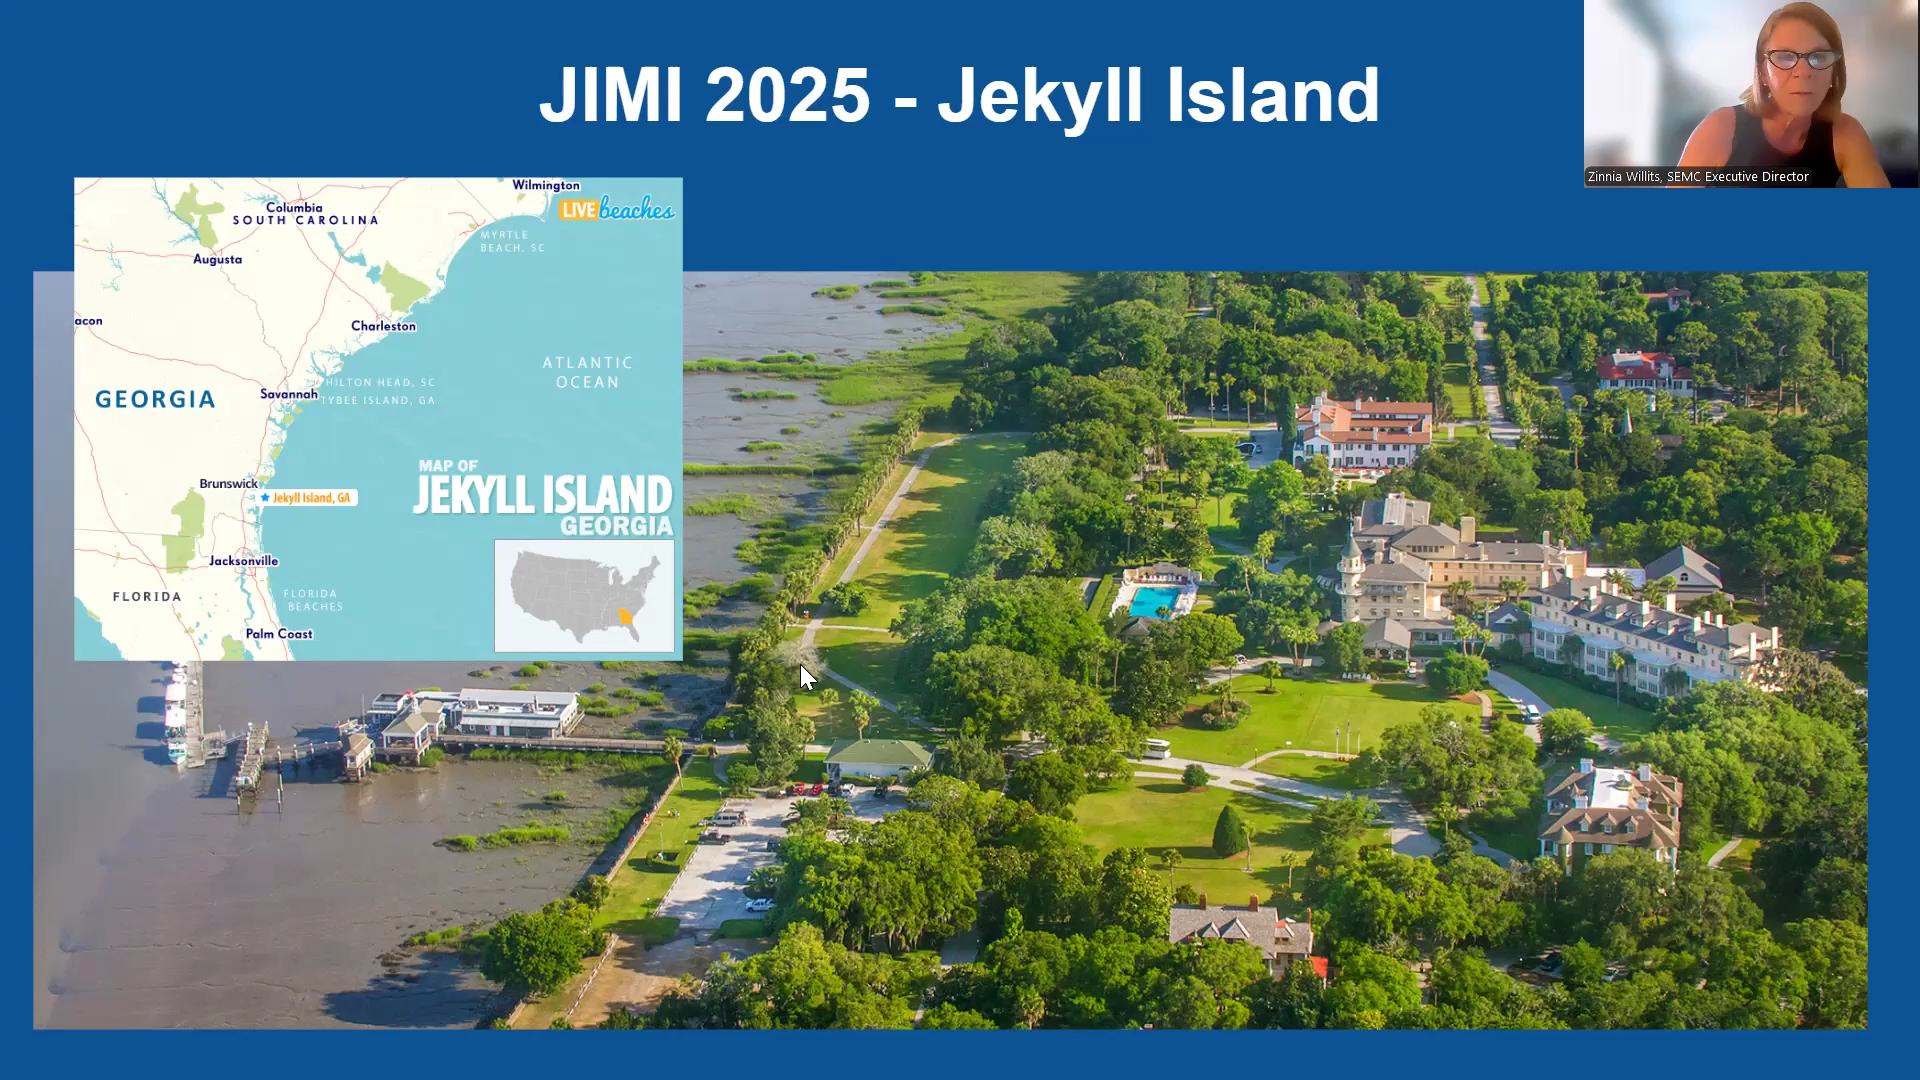 JIMI 2025 - Jekyll Island
Zinnia Willits, SEMC Executive Director
Wilmington
LIVE beaches
Columbia
SOUTH CAROLINA
MYRTLE
BEACH, SC
Augusta
acon
Charleston
ATLANTIC
OCEAN
HILTON HEAD, SC
GEORGIA
Savannah
TYBEE ISLAND, GA
MAP OF
JEKYLL ISLAND
GEORGIA
Brunswick
Jekyll Island, GA
Jacksonville
FLORIDA
FLORIDA
BEACHES
Palm Coast